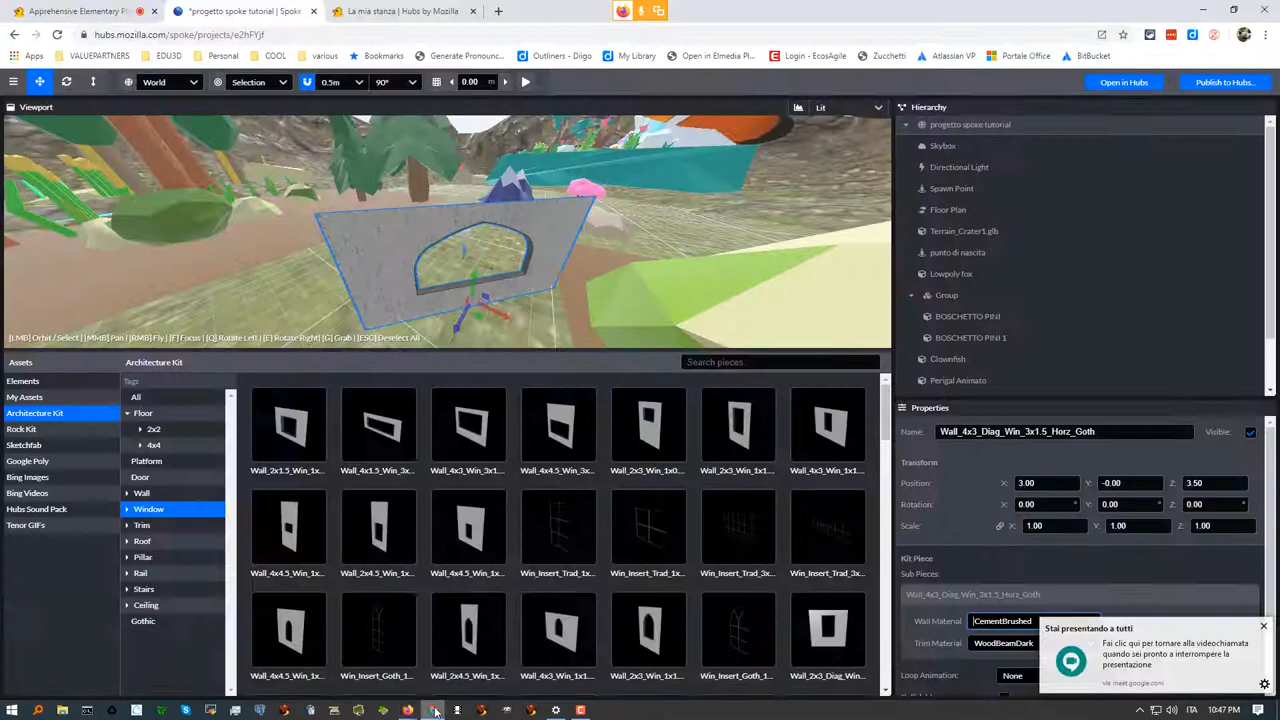 Apprehensive Elementary Pl
*progetto spoke tutorial | Spoke
La mia stanza | Hubs by Mozilla
hubs.mozilla.com/spoke/projects/e2hFYjf
Apps
VALUEPARTNERS
EDU3D
COOL
various
Bookmarks
Generate Pronounc...
Outliners - Diigo
My Library
Open in Elmedia Pla...
Login - EcosAgile
Zucchetti
Atlassian VP
Portale Office
BitBucket
World
Selection
0.5m
90°
0.00 m
Open in Hubs
Publish to Hubs...
Viewport
Lit
[LMB] Orbit / Select | [MMB] Pan | [RMB] Fly | [F] Focus | [Q] Rotate Left | [E] Rotate Right | [G] Grab | [ESC] Deselect All
Hierarchy
progetto spoke tutorial
Skybox
Directional Light
Spawn Point
Floor Plan
Terrain_Crater1.glb
punto di nascita
Lowpoly fox
Group
BOSCHETTO PINI
BOSCHETTO PINI 1
Clownfish
Perigal Animato
Assets
Elements
My Assets
Architecture Kit
Rock Kit
Sketchfab
Google Poly
Bing Images
Bing Videos
Hubs Sound Pack
Tenor GIFs
Architecture Kit
Tags
All
Floor
2x2
4x4
Platform
Door
Wall
Window
Trim
Roof
Pillar
Rail
Stairs
Ceiling
Gothic
Search pieces...
Wall_2x1.5_Win_1x...
Wall_4x1.5_Win_3x...
Wall_4x3_Win_3x1...
Wall_4x4.5_Win_3x...
Wall_2x3_Win_1x0...
Wall_2x3_Win_1x1...
Wall_4x3_Win_1x1...
Wall_4x4.5_Win_1x...
Wall_2x4.5_Win_1x...
Wall_4x4.5_Win_1x...
Win_Insert_Trad_1x...
Win_Insert_Trad_1x...
Win_Insert_Trad_3x...
Win_Insert_Trad_3x...
Wall_4x4.5_Win_1x...
Win_Insert_Goth_1...
Wall_2x4.5_Win_1x...
Wall_4x3_Win_1x1...
Wall_2x3_Win_1x1...
Win_Insert_Goth_1...
Wall_2x3_Diag_Win...
Properties
Name:
Wall_4x3_Diag_Win_3x1.5_Horz_Goth
Visible:
Transform
Position: X: 3.00 Y: -0.00 Z: 3.50
Rotation: X: 0.00 ° Y: 0.00 ° Z: 0.00 °
Scale: X: 1.00 Y: 1.00 Z: 1.00
Kit Piece
Sub Pieces:
Wall_4x3_Diag_Win_3x1.5_Horz_Goth
Wall Material CementBrushed
Trim Material WoodBeamDark
Loop Animation: None
Stai presentando a tutti
Fai clic qui per tornare alla videochiamata
quando sei pronto a interrompere la
presentazione
via meet.google.com
ITA
10:47 PM